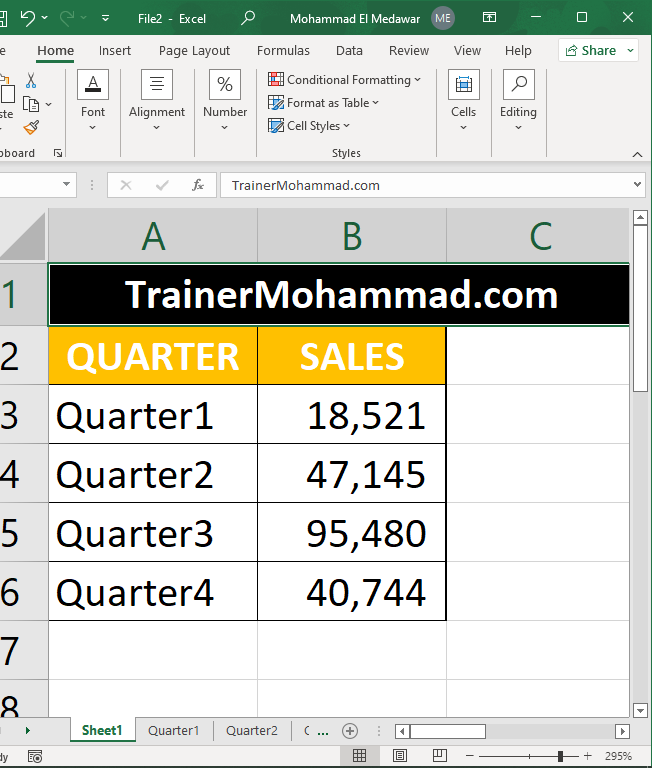 File2 - Excel Mohammad El Medawar ME
Home Insert Page Layout Formulas Data Review View Help Share
Font Alignment Number Conditional Formatting Format as Table Cell Styles Cells Editing
Styles
fx TrainerMohammad.com
A B C
1 TrainerMohammad.com
2 QUARTER SALES
3 Quarter1 18,521
4 Quarter2 47,145
5 Quarter3 95,480
6 Quarter4 40,744
7
8
Sheet1 Quarter1 Quarter2 ...
295%